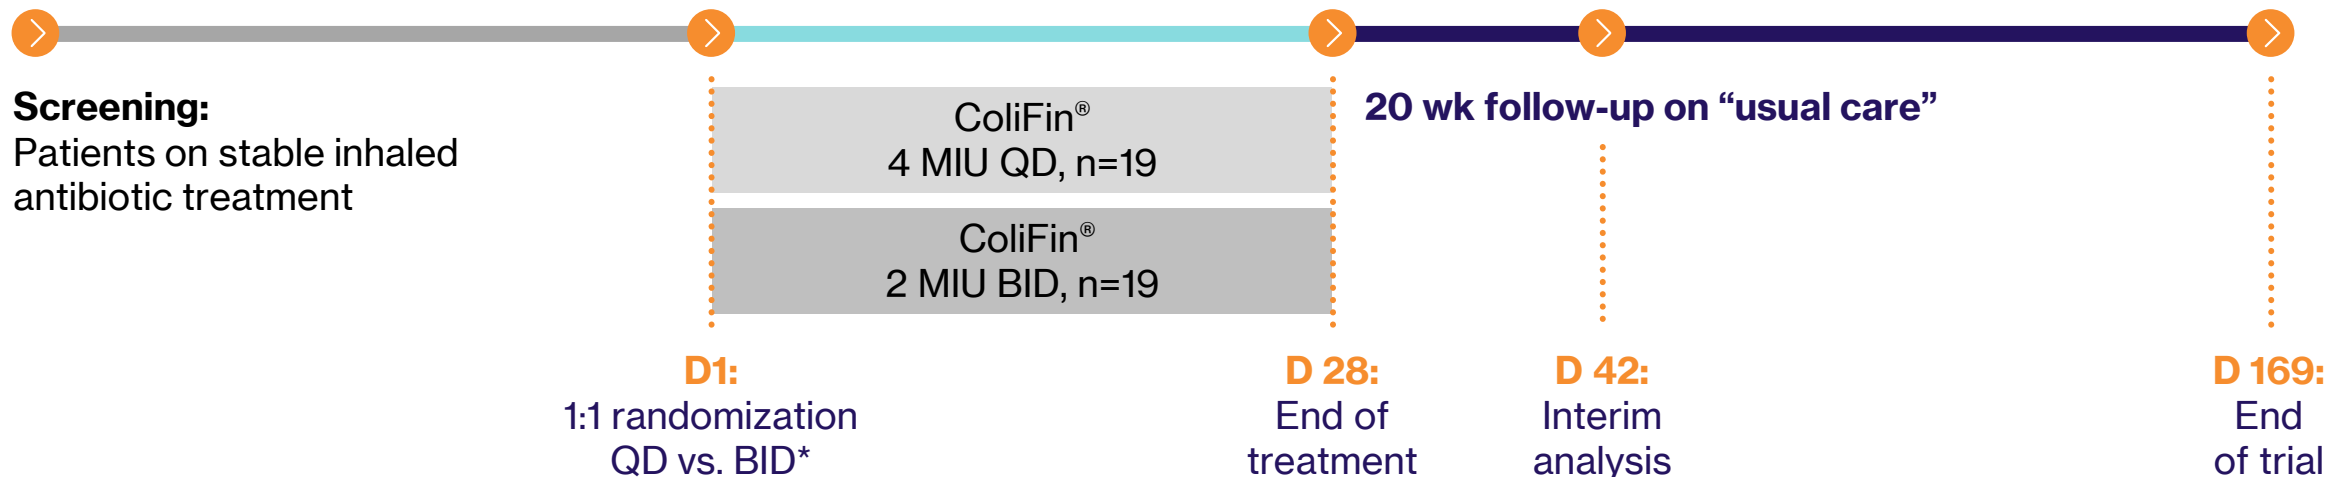 Screening:
Patients on stable inhaled
antibiotic treatment
ColiFin®
4 MIU QD, n=19
ColiFin®
2 MIU BID, n=19
20 wk follow-up on “usual care”
D1:
1:1 randomization
QD vs. BID*
D 28:
End of
treatment
D 42:
Interim
analysis
D 169:
End
of trial